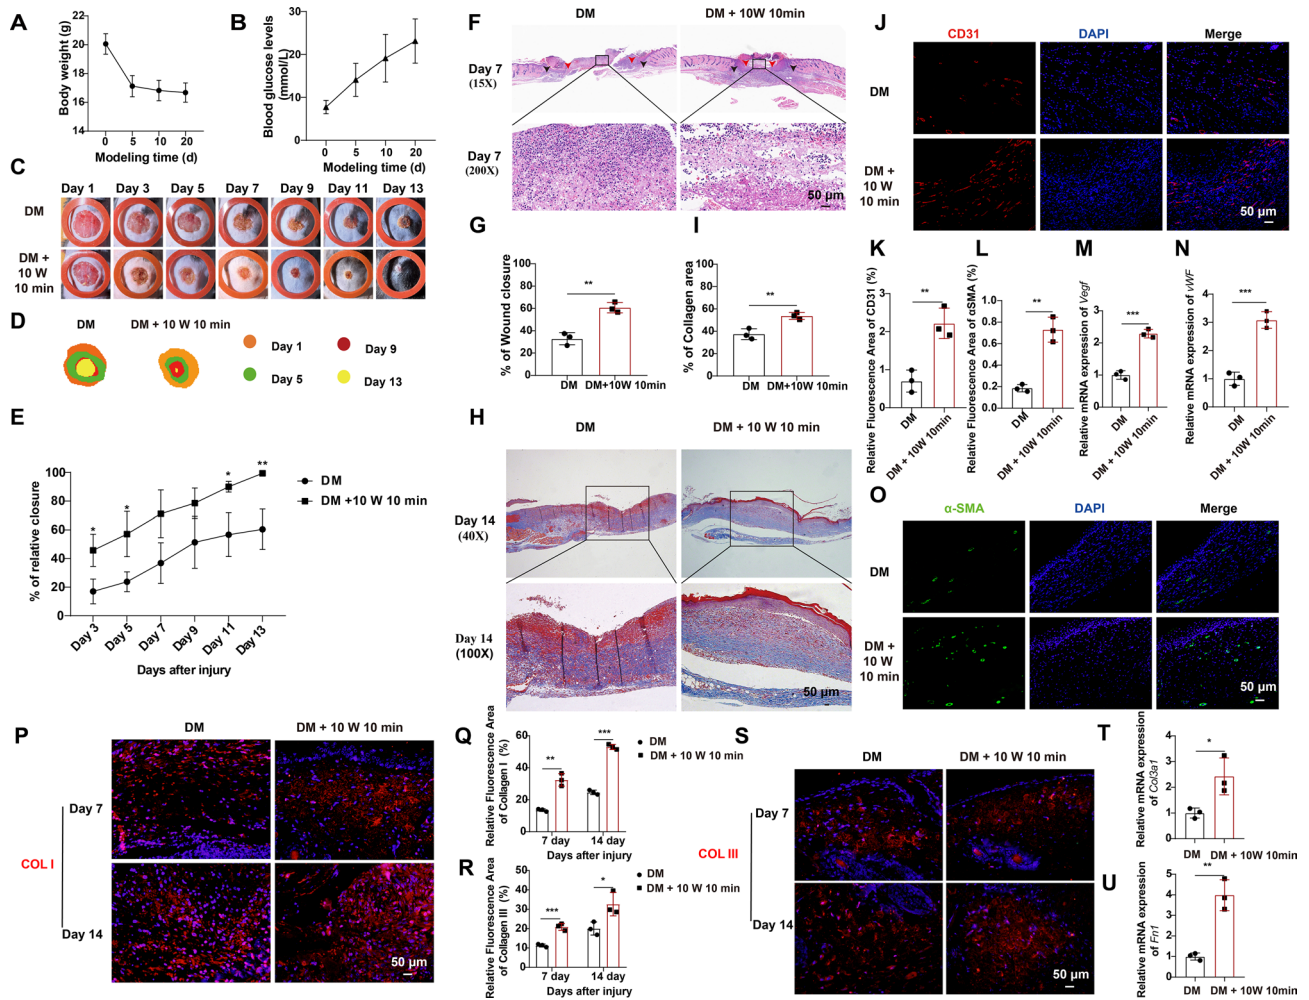 A
Body weight (g)
22
20
18
16
14
0 5 10 20
Modeling time (d)
B
Blood glucose levels
(mmol/L)
33
22
11
0
0 5 10 20
Modeling time (d)
C
Day 1 Day 3 Day 5 Day 7 Day 9 Day 11 Day 13
DM
DM +
10 W
10 min
D
DM DM + 10 W 10 min
Day 1 Day 9
Day 5 Day 13
E
% of relative closure
100
80
60
40
20
0
* * * **
DM
DM +10 W 10 min
Day 3 Day 5 Day 7 Day 9 Day 11 Day 13
Days after injury
F
DM DM + 10W 10min
Day 7
(15X)
Day 7
(200X)
50 μm
G
% of Wound closure
100
80
60
40
20
0
**
DM DM+10W 10min
I
% of Collagen area
100
80
60
40
20
0
**
DM DM+10W 10min
H
DM DM + 10 W 10 min
Day 14
(40X)
Day 14
(100X)
50 μm
J
CD31 DAPI Merge
DM
DM +
10 W
10 min
50 μm
K
Relative Fluorescence Area of CD31 (%)
3
2
1
0
**
DM
DM + 10W 10min
L
Relative Fluorescence Area of αSMA (%)
1.0
0.8
0.6
0.4
0.2
0.0
**
DM
DM + 10W 10min
M
Relative mRNA expression of Vegf
4
3
2
1
0
***
DM
DM + 10W 10min
N
Relative mRNA expression of vWF
4
3
2
1
0
***
DM
DM + 10W 10min
O
α-SMA DAPI Merge
DM
DM +
10 W
10 min
50 μm
P
DM DM + 10 W 10 min
COL I
Day 7
Day 14
50 μm
Q
Relative Fluorescence Area
of Collagen I (%)
60
40
20
0
** ***
DM
DM + 10W 10 min
7 day 14 day
Days after injury
R
Relative Fluorescence Area
of Collagen III (%)
50
40
30
20
10
0
*** *
DM
DM + 10W 10 min
7 day 14 day
Days after injury
S
DM DM + 10 W 10 min
COL III
Day 7
Day 14
50 μm
T
Relative mRNA expression
of Col3a1
4
3
2
1
0
*
DM DM + 10W 10min
U
Relative mRNA expression
of Fn1
5
4
3
2
1
0
**
DM DM + 10W 10min